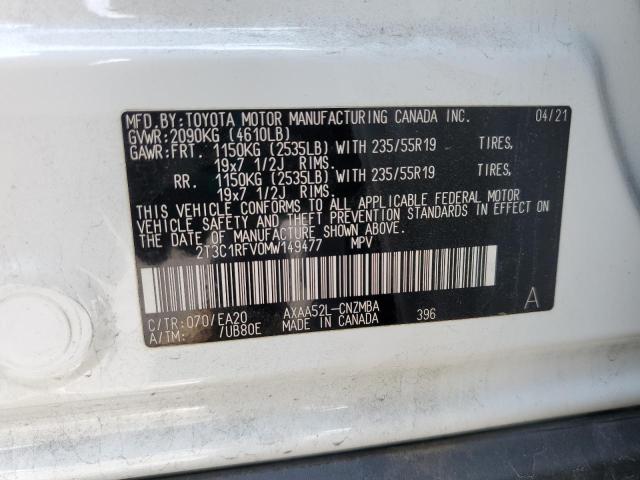 MFD.BY:TOYOTA MOTOR MANUFACTURING CANADA INC. 04/21
GVWR:2090KG (4610LB)
GAWR:FRT. 1150KG (2535LB) WITH 235/55R19 TIRES,
19x7 1/2J RIMS.
RR. 1150KG (2535LB) WITH 235/55R19 TIRES,
19x7 1/2J RIMS.
THIS VEHICLE CONFORMS TO ALL APPLICABLE FEDERAL MOTOR
VEHICLE SAFETY AND THEFT PREVENTION STANDARDS IN EFFECT ON
THE DATE OF MANUFACTURE SHOWN ABOVE.
2T3C1RFV0MW149477 MPV
C/TR:070/EA20 AXAA52L-CNZMBA A
A/TM: /UB80E MADE IN CANADA 396